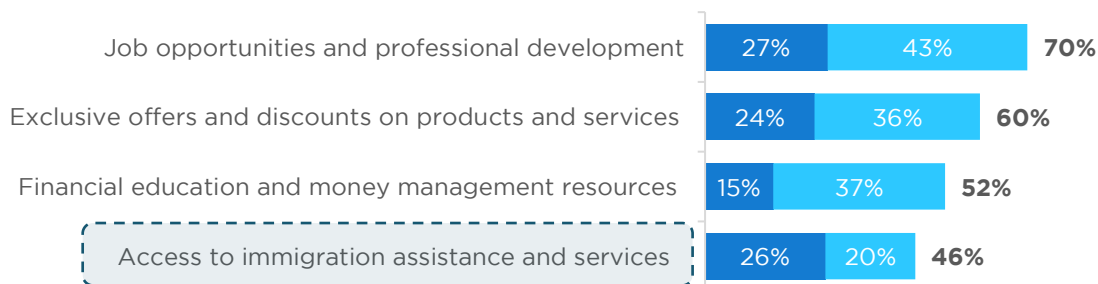 Job opportunities and professional development 27% 43% 70%
Exclusive offers and discounts on products and services 24% 36% 60%
Financial education and money management resources 15% 37% 52%
Access to immigration assistance and services 26% 20% 46%